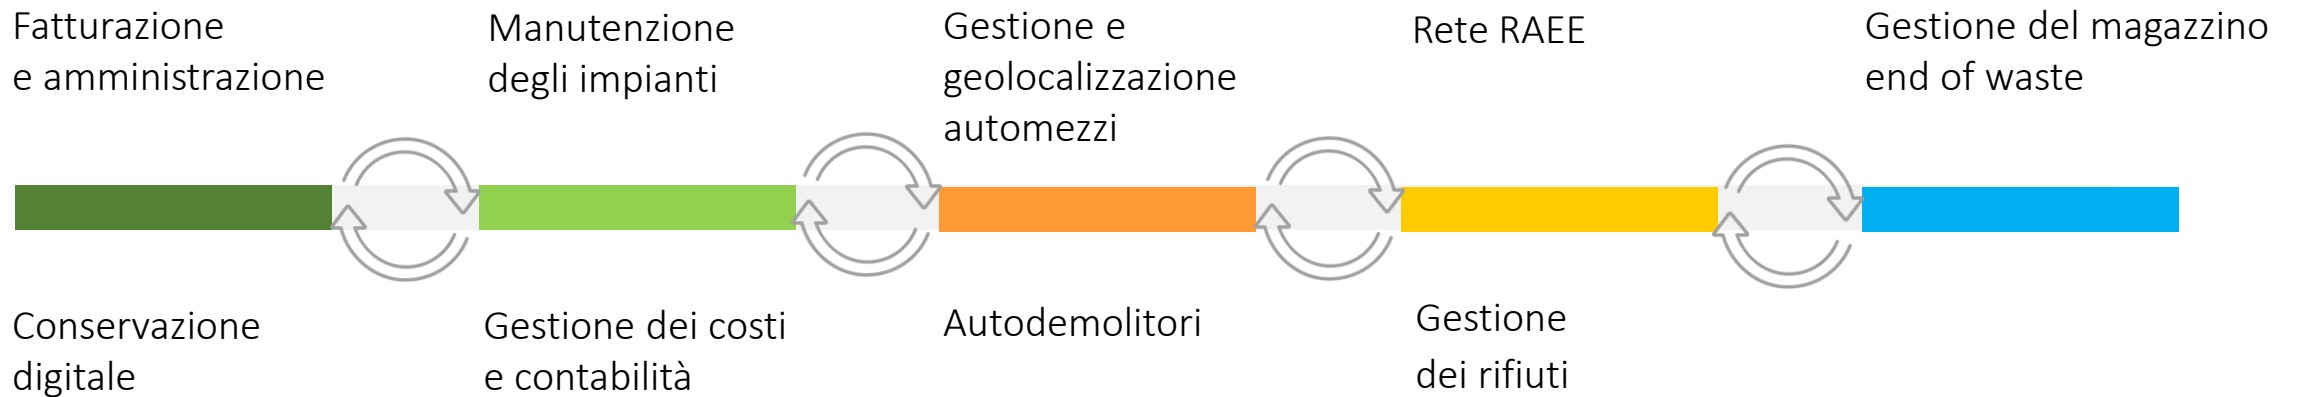 Fatturazione
e amministrazione
Manutenzione
degli impianti
Gestione e
geolocalizzazione
automezzi
Rete RAEE
Gestione del magazzino
end of waste
Conservazione
digitale
Gestione dei costi
e contabilità
Autodemolitori
Gestione
dei rifiuti